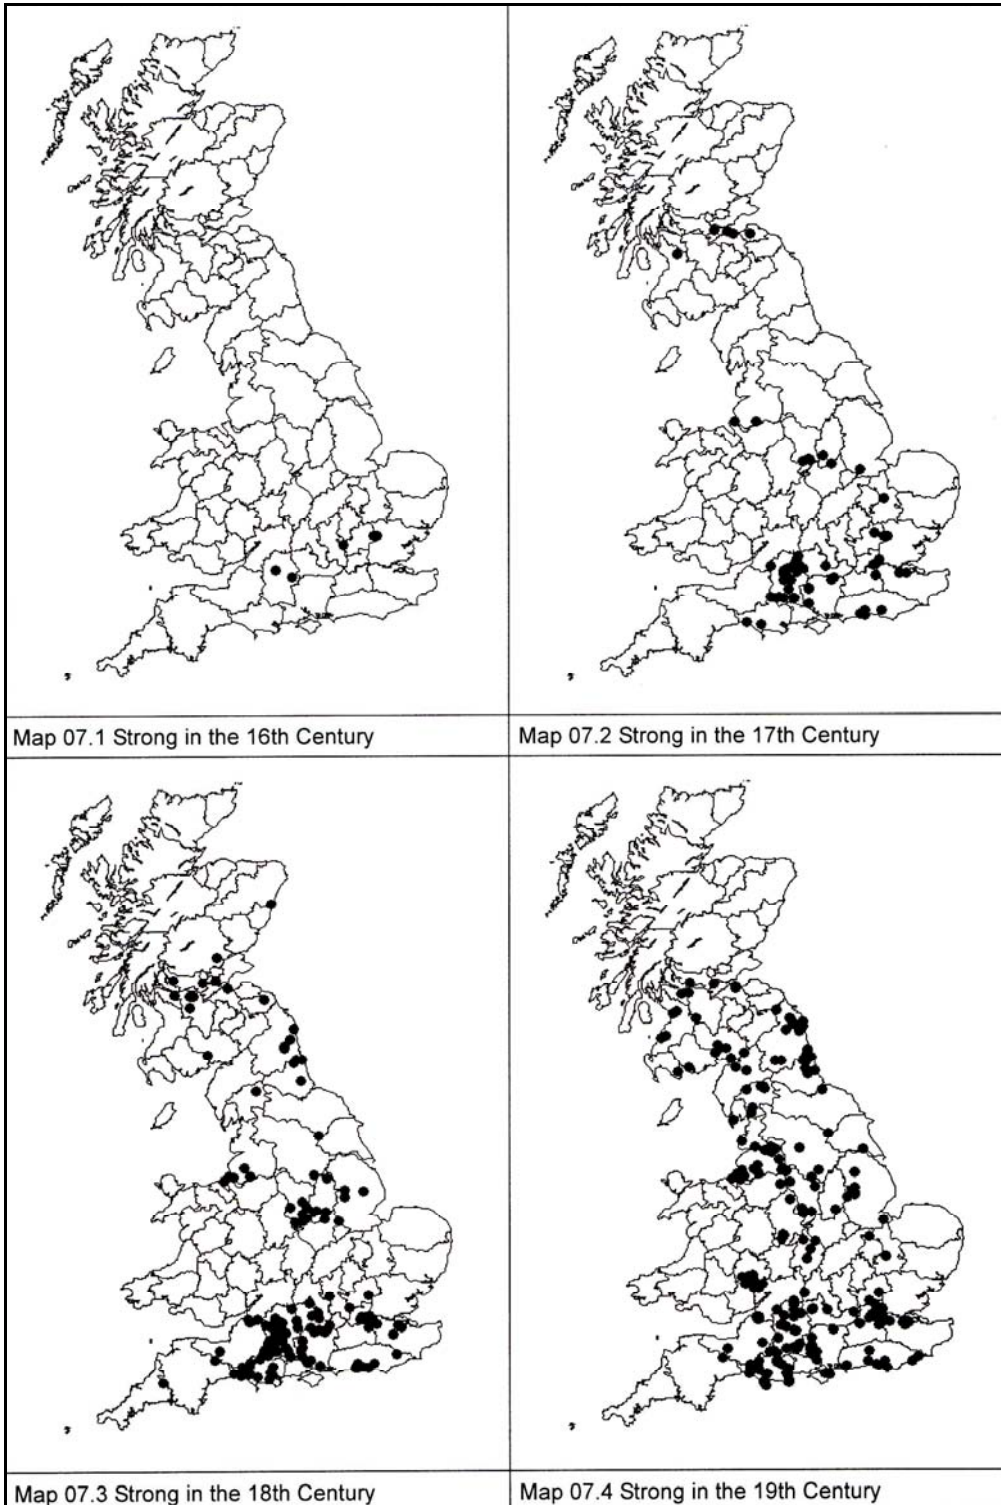 Map 07.1 Strong in the 16th Century
Map 07.2 Strong in the 17th Century
Map 07.3 Strong in the 18th Century
Map 07.4 Strong in the 19th Century